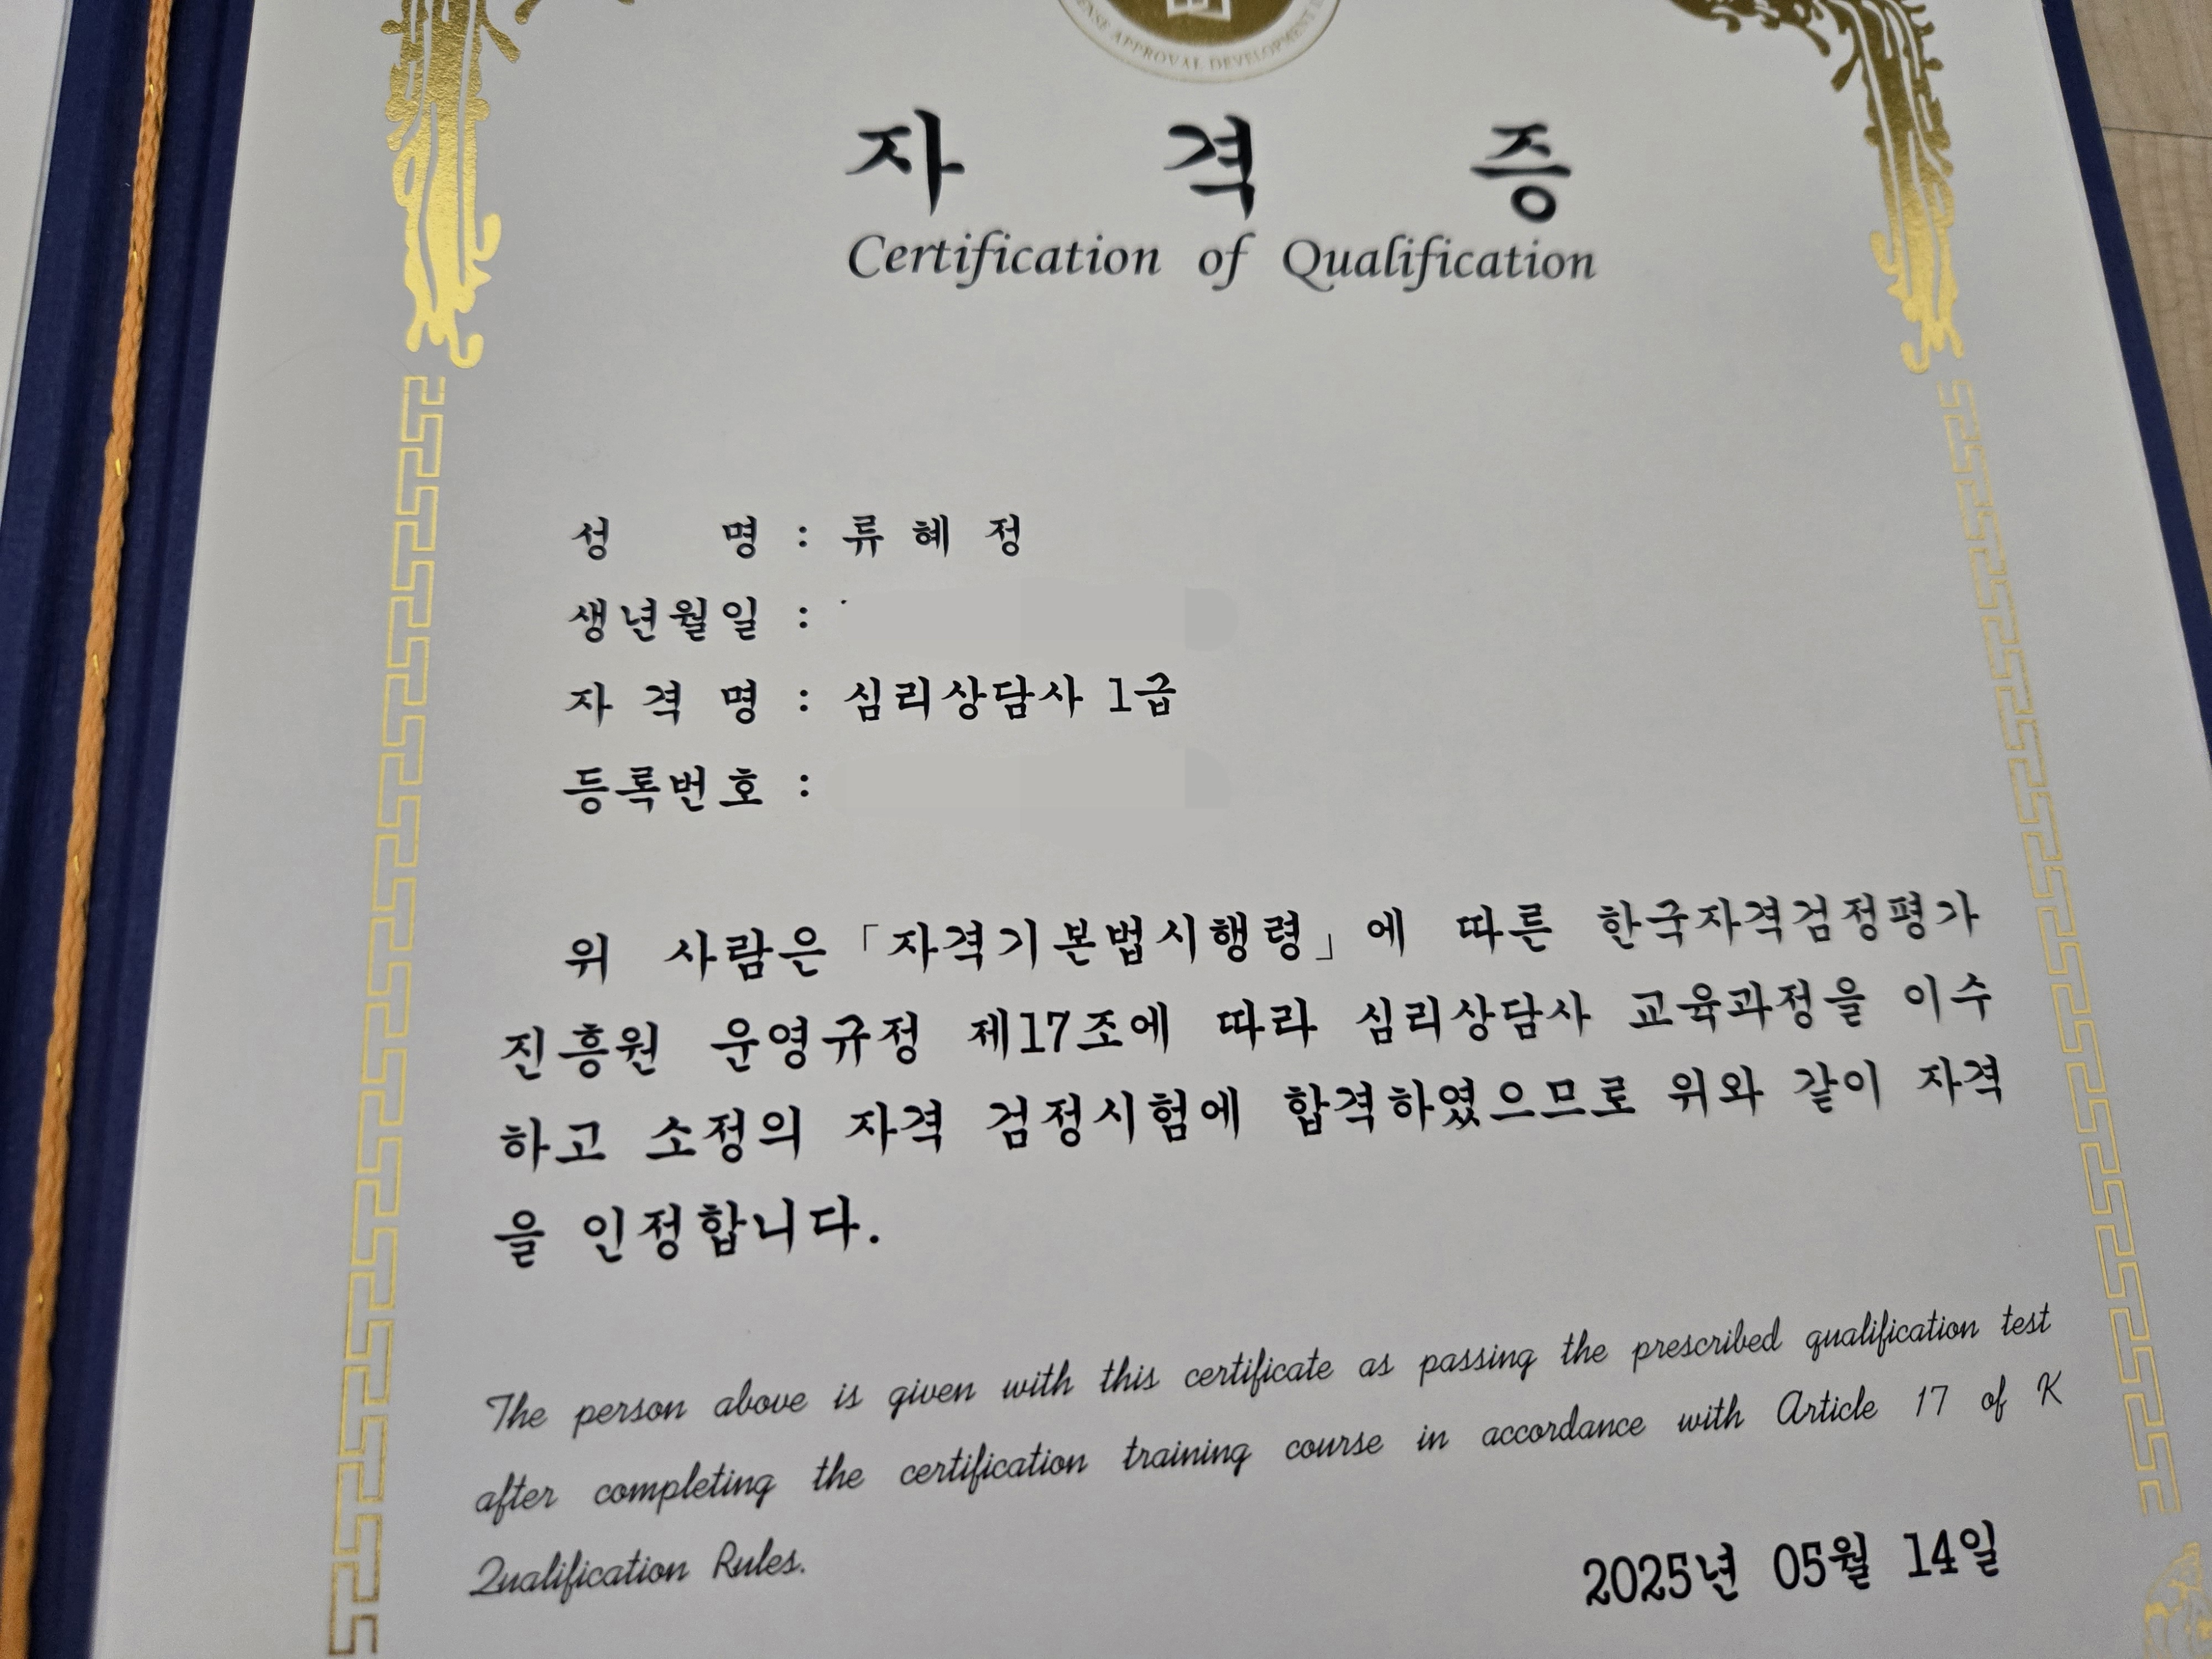 APPROVAL DEVELOPMENT
자 격 증
Certification of Qualification
성 명 : 류 혜 정
생년월일 :
자 격 명 : 심리상담사 1급
등록번호 :
위 사람은 「자격기본법시행령」에 따른 한국자격검정평가
진흥원 운영규정 제17조에 따라 심리상담사 교육과정을 이수
하고 소정의 자격 검정시험에 합격하였으므로 위와 같이 자격
을 인정합니다.
The person above is given with this certificate as passing the prescribed qualification test
after completing the certification training course in accordance with Article 17 of K
Qualification Rules.
2025년 05월 14일